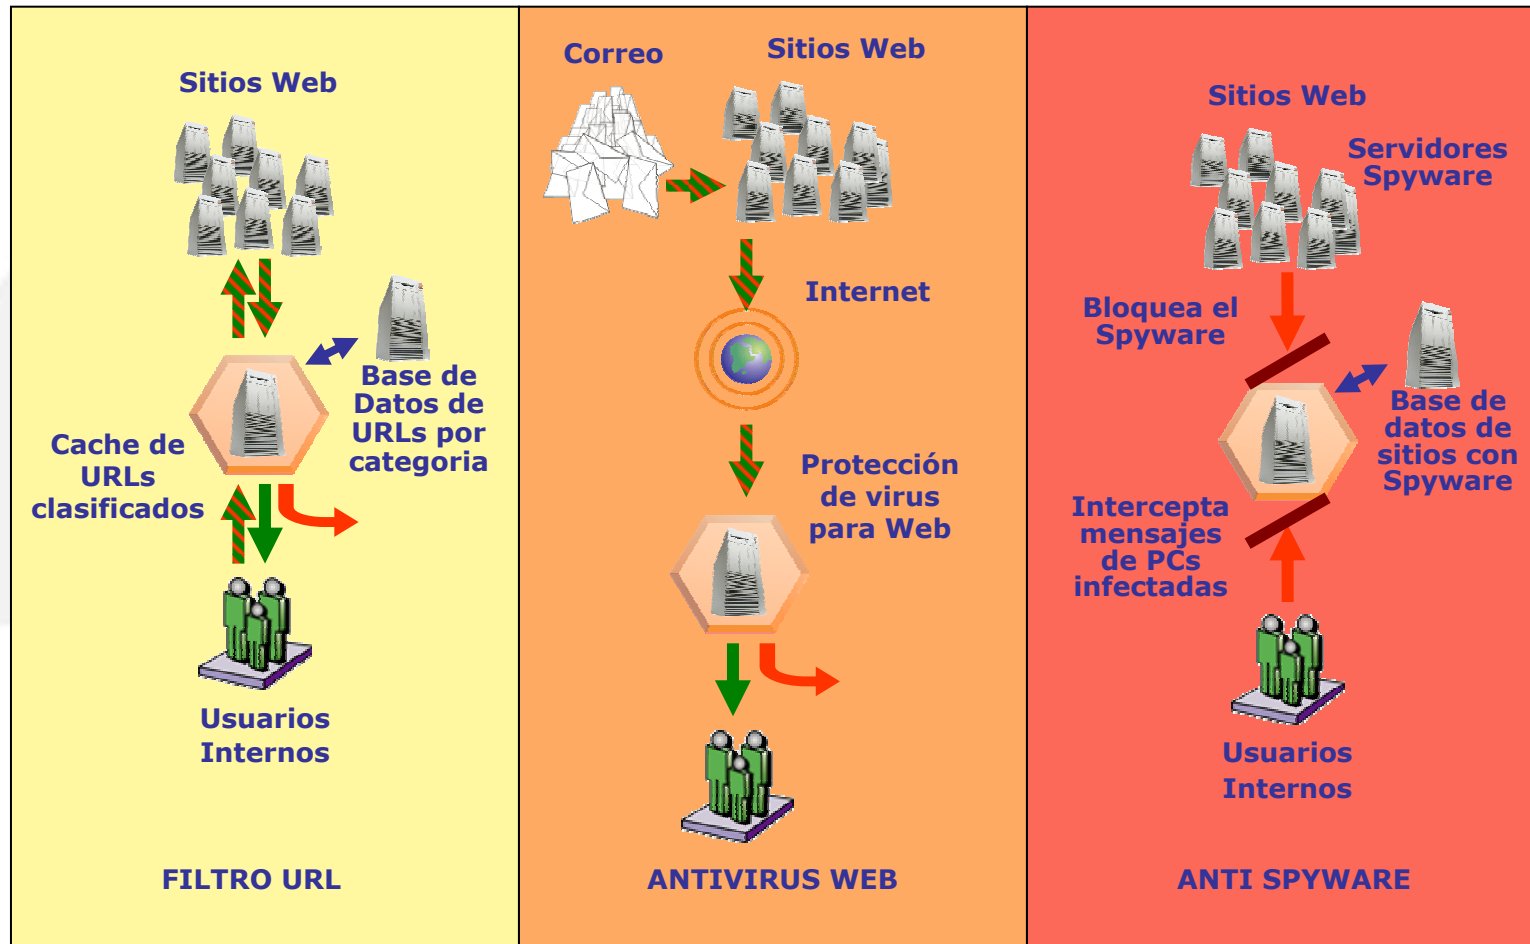 Sitios Web
Base de
Datos de
URLs por
categoria
Cache de
URLs
clasificados
Usuarios
Internos
FILTRO URL
Correo
Sitios Web
Internet
Protección
de virus
para Web
ANTIVIRUS WEB
Sitios Web
Servidores
Spyware
Bloquea el
Spyware
Base de
datos de
sitios con
Spyware
Intercepta
mensajes
de PCs
infectadas
Usuarios
Internos
ANTI SPYWARE